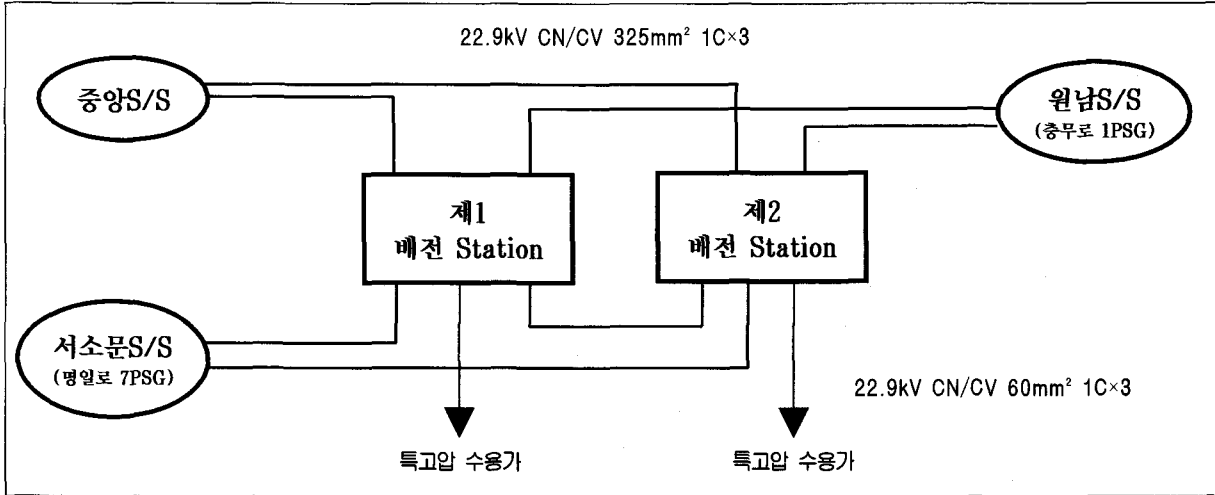 22.9kV CN/CV 325mm² 1C×3
중앙S/S
원남S/S
(충무로 1PSG)
제1
배전 Station
제2
배전 Station
서소문S/S
(명일로 7PSG)
22.9kV CN/CV 60mm² 1C×3
특고압 수용가
특고압 수용가